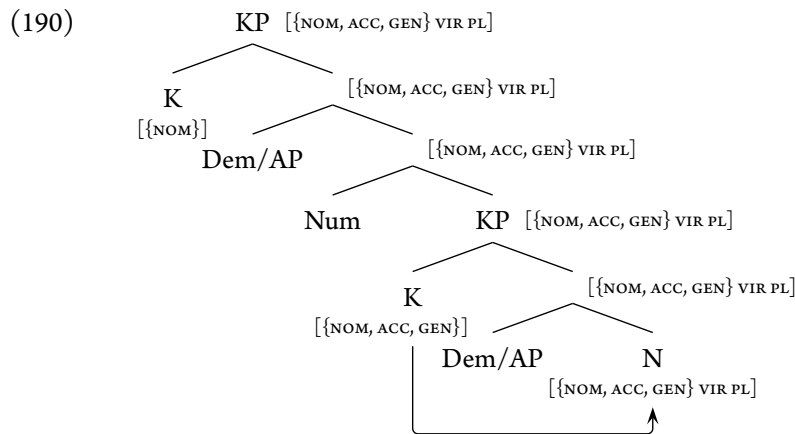 (190) KP [{NOM, ACC, GEN} VIR PL]
K [{NOM, ACC, GEN} VIR PL]
[{NOM}]
Dem/AP [{NOM, ACC, GEN} VIR PL]
Num KP [{NOM, ACC, GEN} VIR PL]
K [{NOM, ACC, GEN} VIR PL]
[{NOM, ACC, GEN}]
Dem/AP N
[{NOM, ACC, GEN} VIR PL]